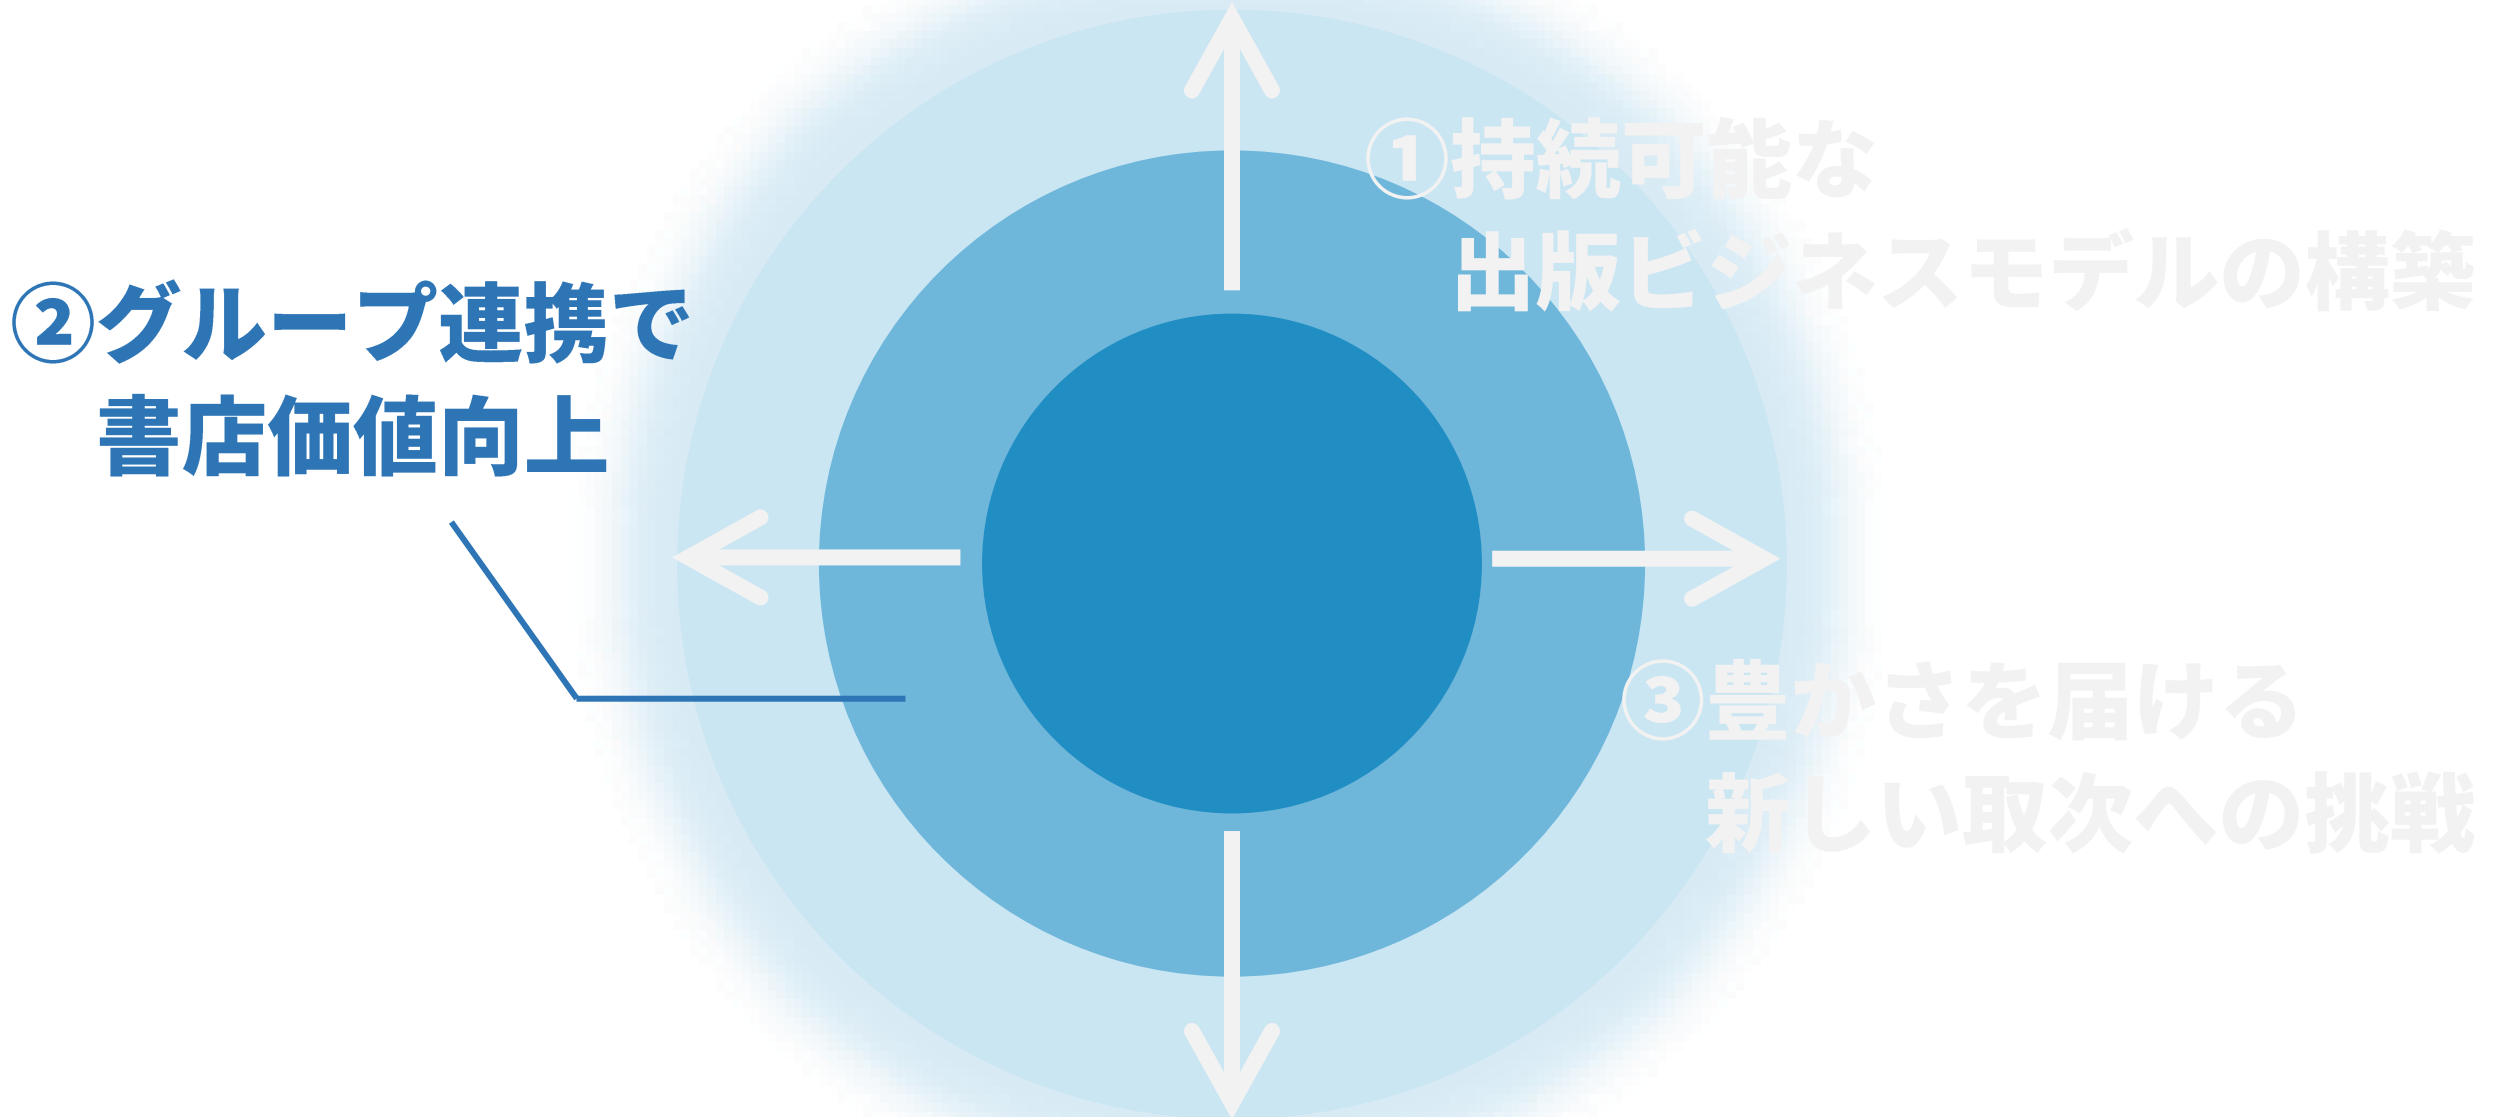 ①持続可能な
出版ビジネスモデルの構築
②グループ連携で
書店価値向上
③豊かさを届ける
新しい取次への挑戦